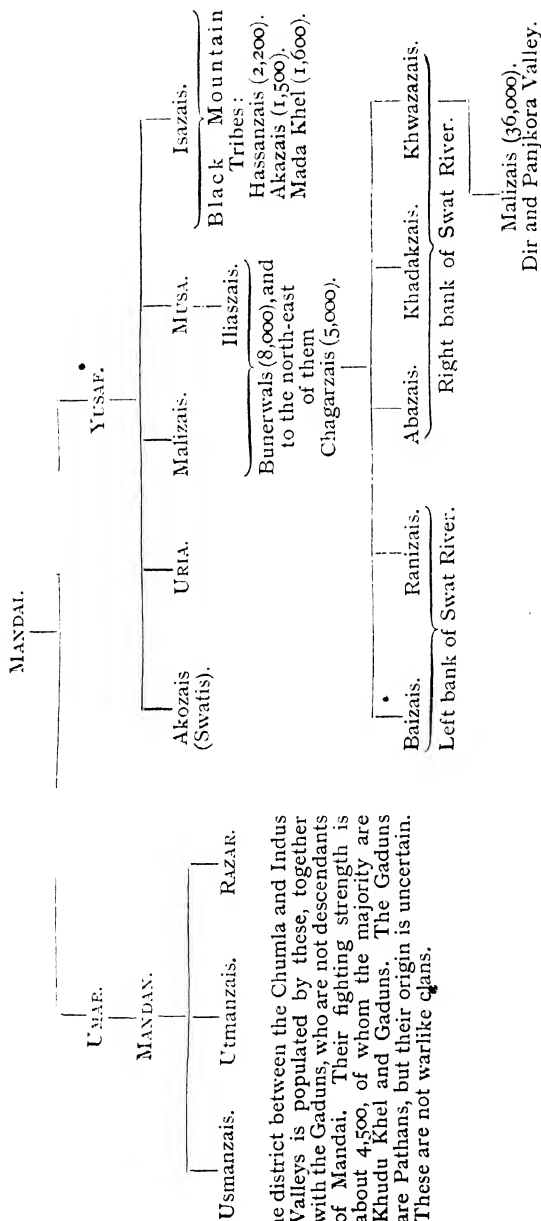 MANDAI.
UMAR.
YUSAF.
MANDAN.
Usmanzais.
Utmanzais.
RAZAR.
Akozais
(Swatis).
URIA.
Malizais.
MUSA.
Isazais.
Iliaszais.
Black Mountain
Tribes:
Hassanzais (2,200).
Akazais (1,500).
Mada Khel (1,600).
Bunerwals (8,000), and
to the north-east
of them
Chagarzais (5,000).
he district between the Chumla and Indus
Valleys is populated by these, together
with the Gaduns, who are not descendants
of Mandai. Their fighting strength is
about 4,500, of whom the majority are
Khudu Khel and Gaduns. The Gaduns
are Pathans, but their origin is uncertain.
These are not warlike clans.
Baizais.
Ranizais.
Abazais.
Khadakzais.
Khwazazais.
Left bank of Swat River.
Right bank of Swat River.
Malizais (36,000).
Dir and Panjkora Valley.